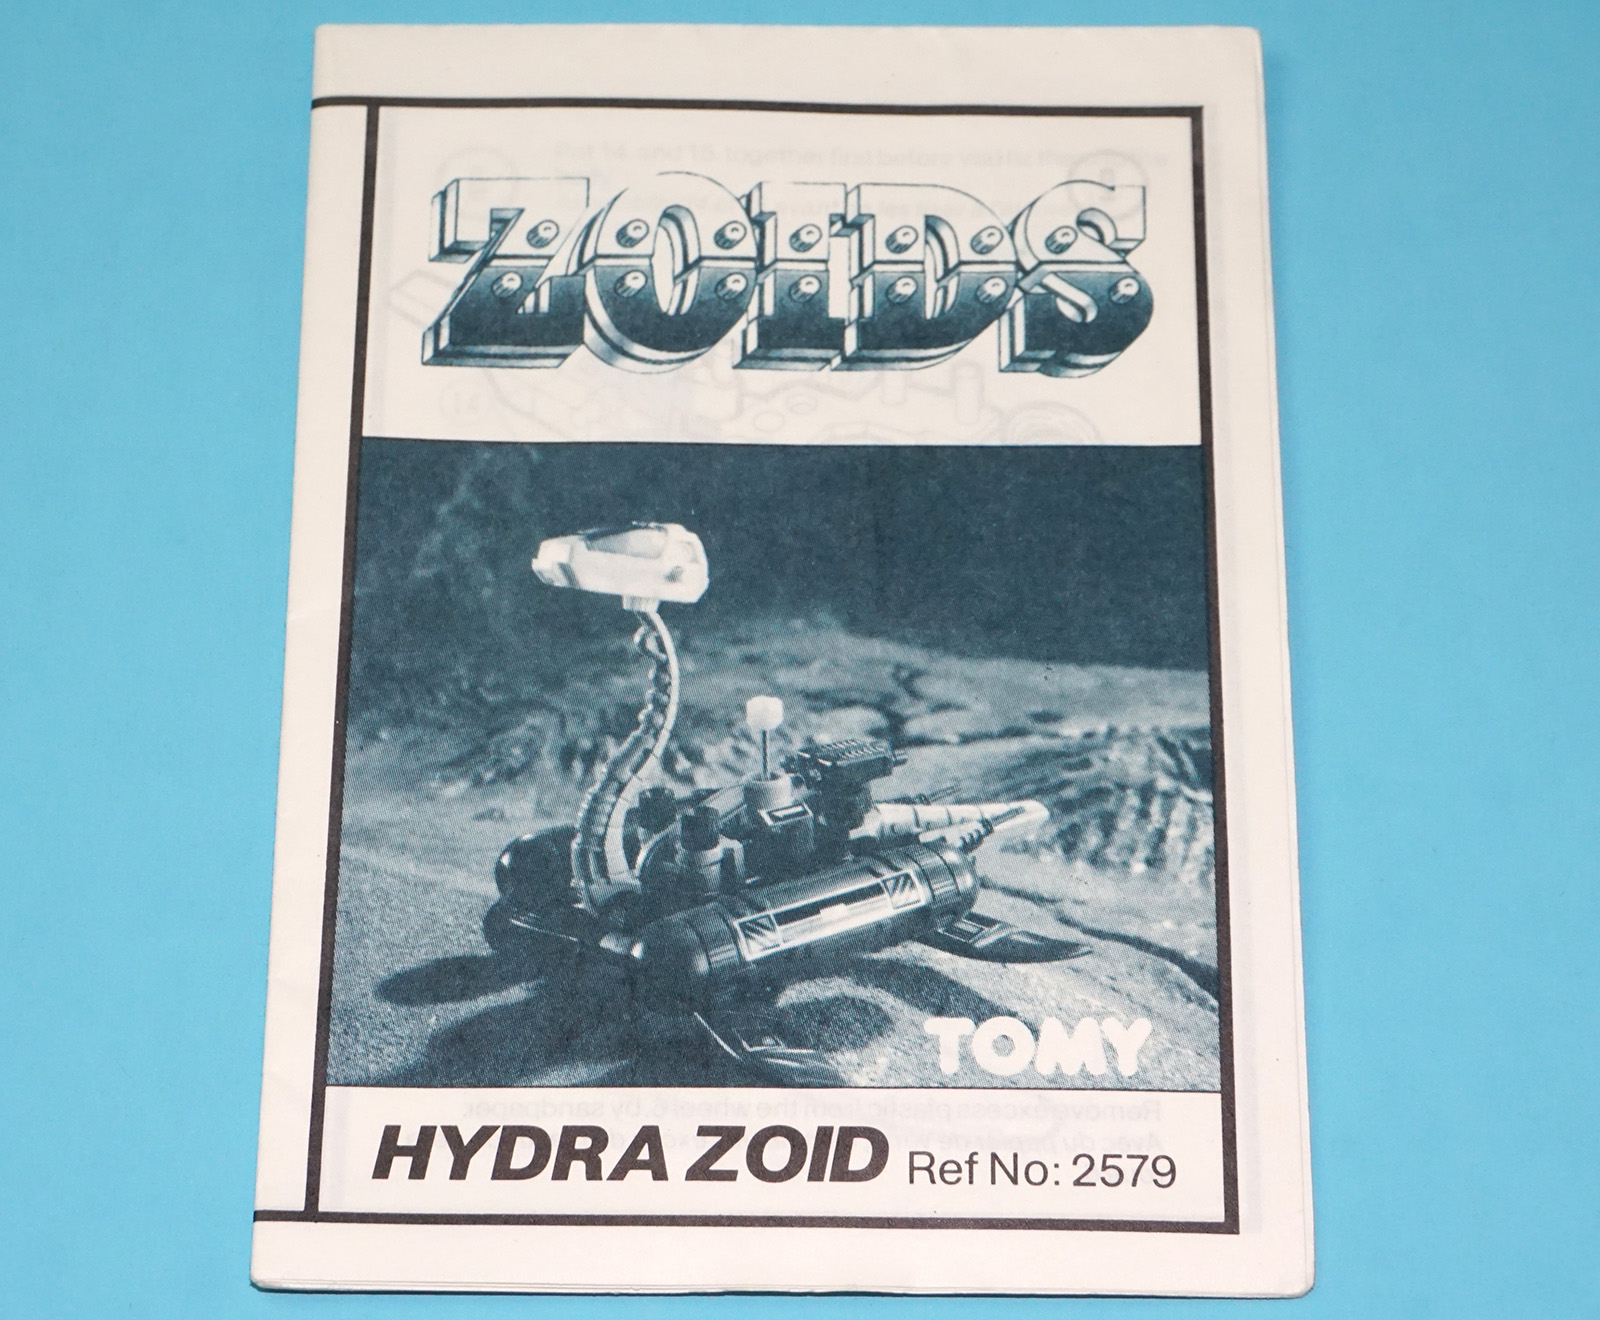 ZOIDS
TOMY
HYDRA ZOID Ref No: 2579